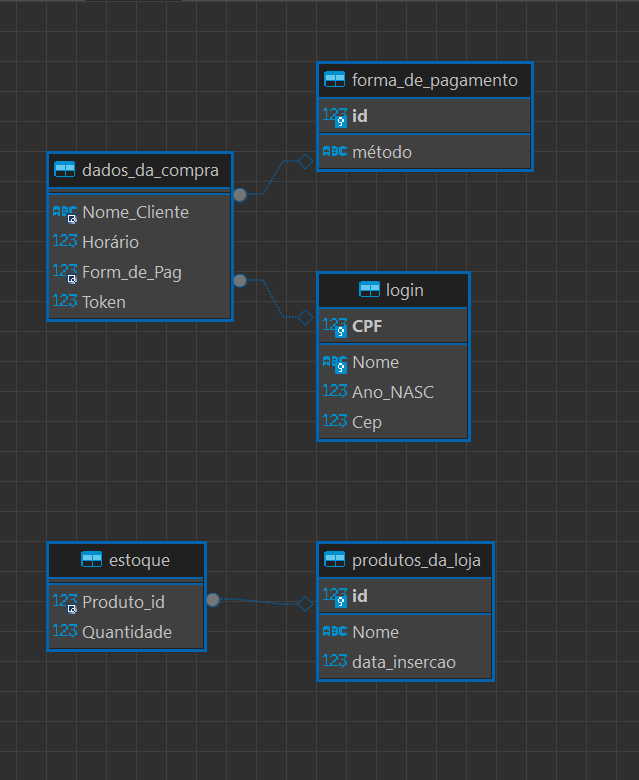 forma_de_pagamento
123 id
ABC método
dados_da_compra
ABC Nome_Cliente
123 Horário
123 Form_de_Pag
123 Token
login
123 CPF
ABC Nome
123 Ano_NASC
123 Cep
estoque
123 Produto_id
123 Quantidade
produtos_da_loja
123 id
ABC Nome
123 data_insercao